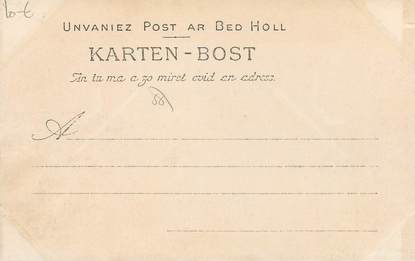 UNVANIEZ POST AR BED HOLL
KARTEN-BOST
An tu ma a zo miret evid an adress.
A